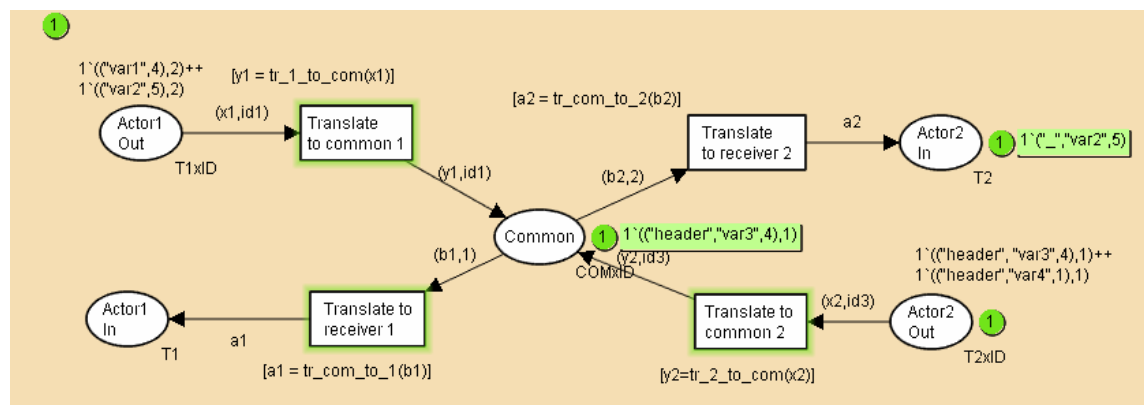 1
1`(("var1",4),2)++
1`(("var2",5),2)
[y1 = tr_1_to_com(x1)]
(x1,id1)
Actor1
Out
T1xID
Translate
to common 1
(y1,id1)
[a2 = tr_com_to_2(b2)]
Translate
to receiver 2
a2
Actor2
In
1
1`("_","var2",5)
T2
(b2,2)
Common
1
1`(("header","var3",4),1)
COMxID
(y2,id3)
(b1,1)
1`(("header", "var3",4),1)++
1`(("header","var4",1),1)
Actor1
In
T1
a1
Translate to
receiver 1
[a1 = tr_com_to_1(b1)]
Translate to
common 2
(x2,id3)
Actor2
Out
1
T2xID
[y2=tr_2_to_com(x2)]